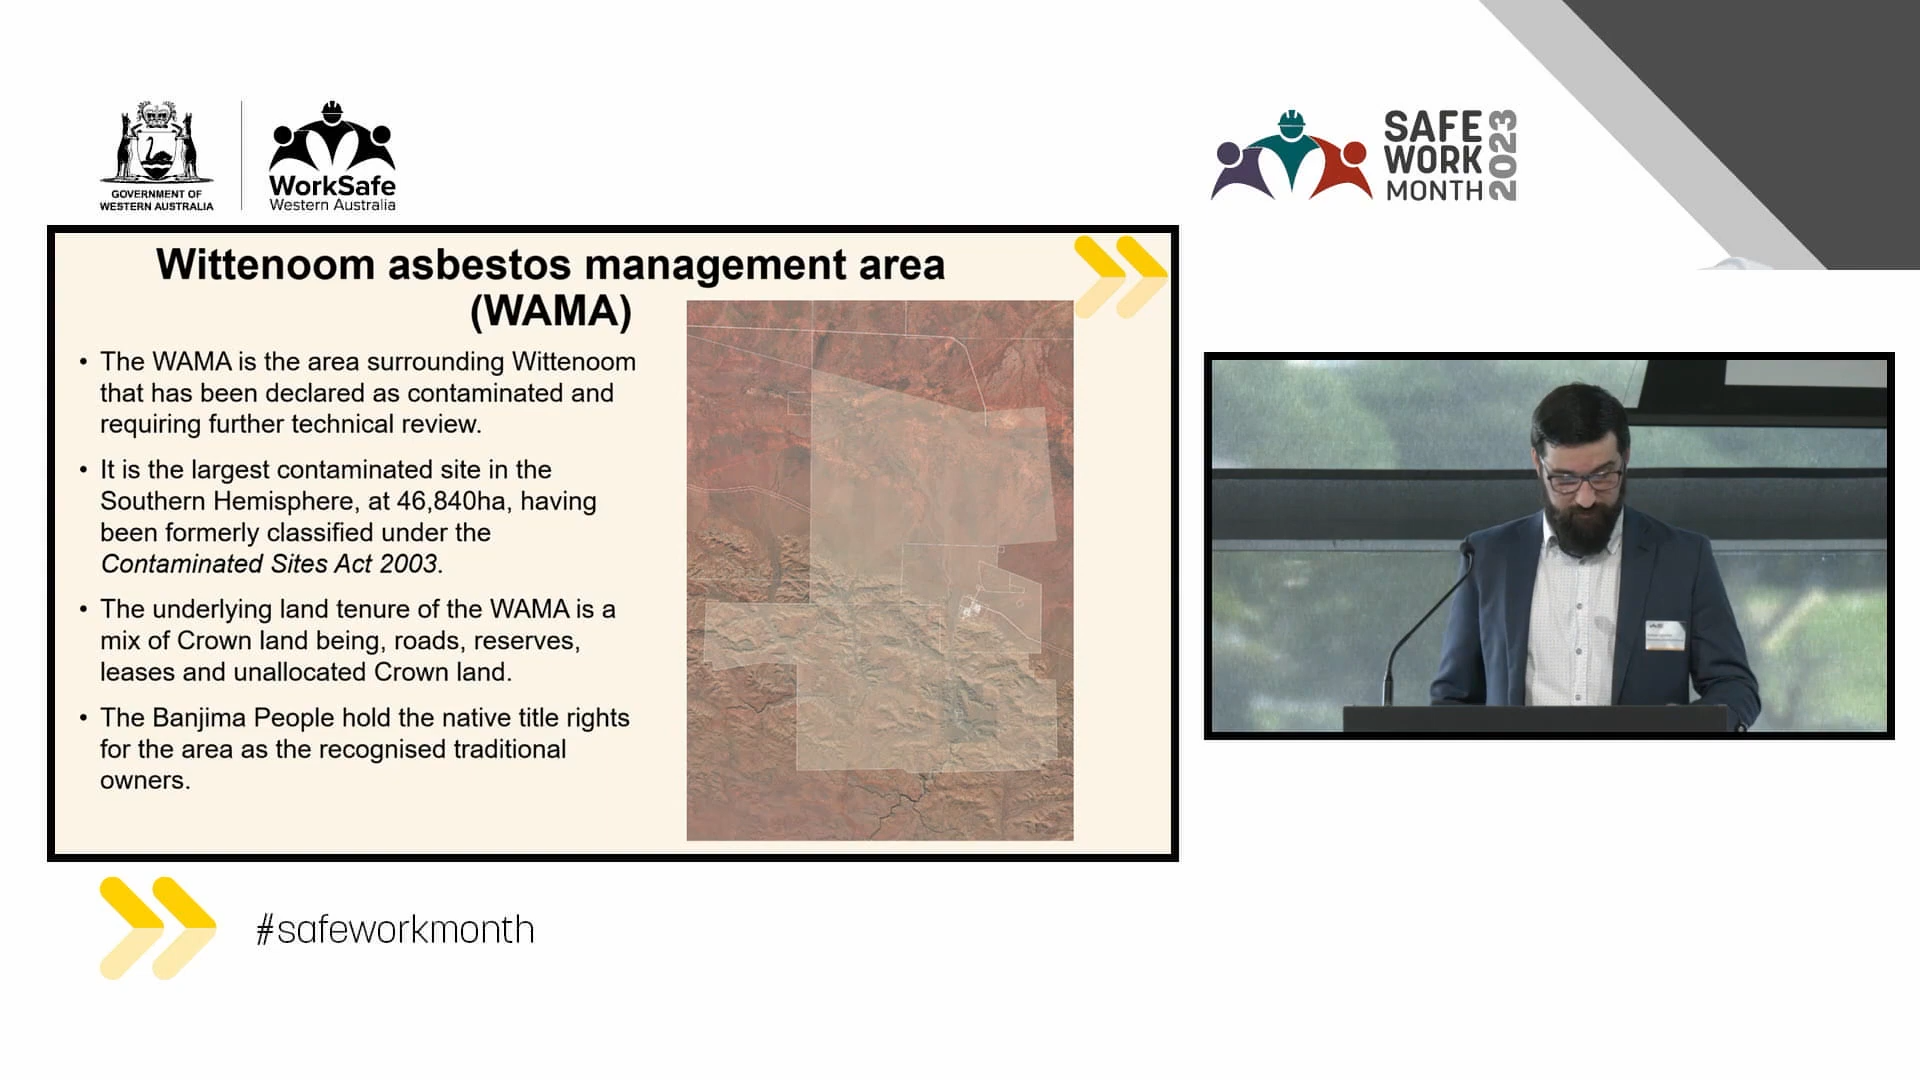 GOVERNMENT OF
WESTERN AUSTRALIA
WorkSafe
Western Australia
SAFE
WORK
MONTH
2023
Wittenoom asbestos management area
(WAMA)
• The WAMA is the area surrounding Wittenoom
that has been declared as contaminated and
requiring further technical review.
• It is the largest contaminated site in the
Southern Hemisphere, at 46,840ha, having
been formerly classified under the
Contaminated Sites Act 2003.
• The underlying land tenure of the WAMA is a
mix of Crown land being, roads, reserves,
leases and unallocated Crown land.
• The Banjima People hold the native title rights
for the area as the recognised traditional
owners.
#safeworkmonth